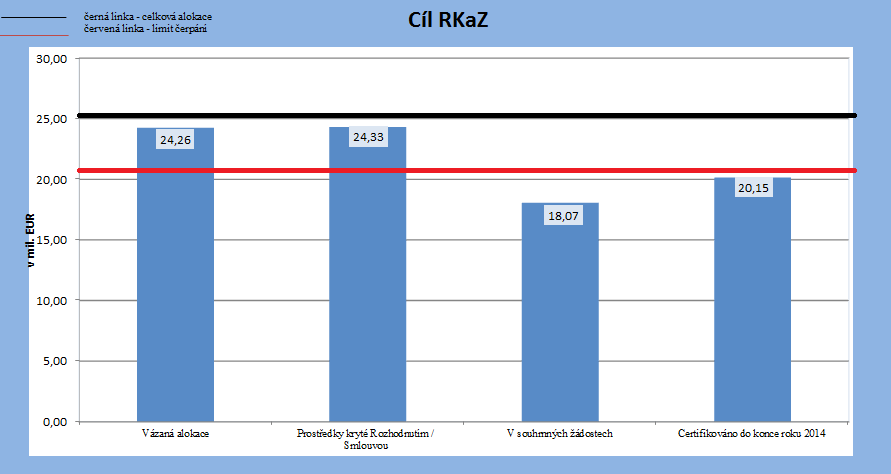 černá linka - celková alokace
červená linka - limit čerpání
Cíl RKaZ
30,00
25,00
20,00
15,00
10,00
5,00
0,00
v mil. EUR
24,26
24,33
18,07
20,15
Vázaná alokace
Prostředky kryté Rozhodnutím /
Smlouvou
V souhrnných žádostech
Certifikováno do konce roku 2014